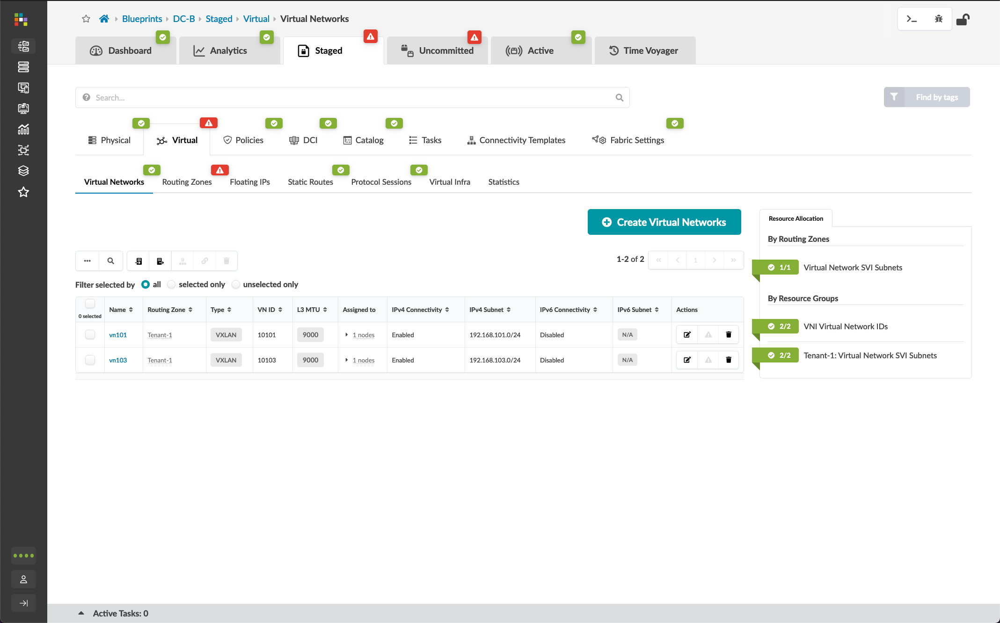 Blueprints DC-B Staged Virtual Virtual Networks
Dashboard Analytics Staged Uncommitted Active Time Voyager
Search...
Find by tags
Physical Virtual Policies DCI Catalog Tasks Connectivity Templates Fabric Settings
Virtual Networks Routing Zones Floating IPs Static Routes Protocol Sessions Virtual Infra Statistics
Create Virtual Networks
1-2 of 2
1
Filter selected by all selected only unselected only
0 selected Name Routing Zone Type VN ID L3 MTU Assigned to IPv4 Connectivity IPv4 Subnet IPv6 Connectivity IPv6 Subnet Actions
vn101 Tenant-1 VXLAN 10101 9000 1 nodes Enabled 192.168.101.0/24 Disabled N/A
vn103 Tenant-1 VXLAN 10103 9000 1 nodes Enabled 192.168.103.0/24 Disabled N/A
Resource Allocation
By Routing Zones
1/1 Virtual Network SVI Subnets
By Resource Groups
2/2 VNI Virtual Network IDs
2/2 Tenant-1: Virtual Network SVI Subnets
Active Tasks: 0